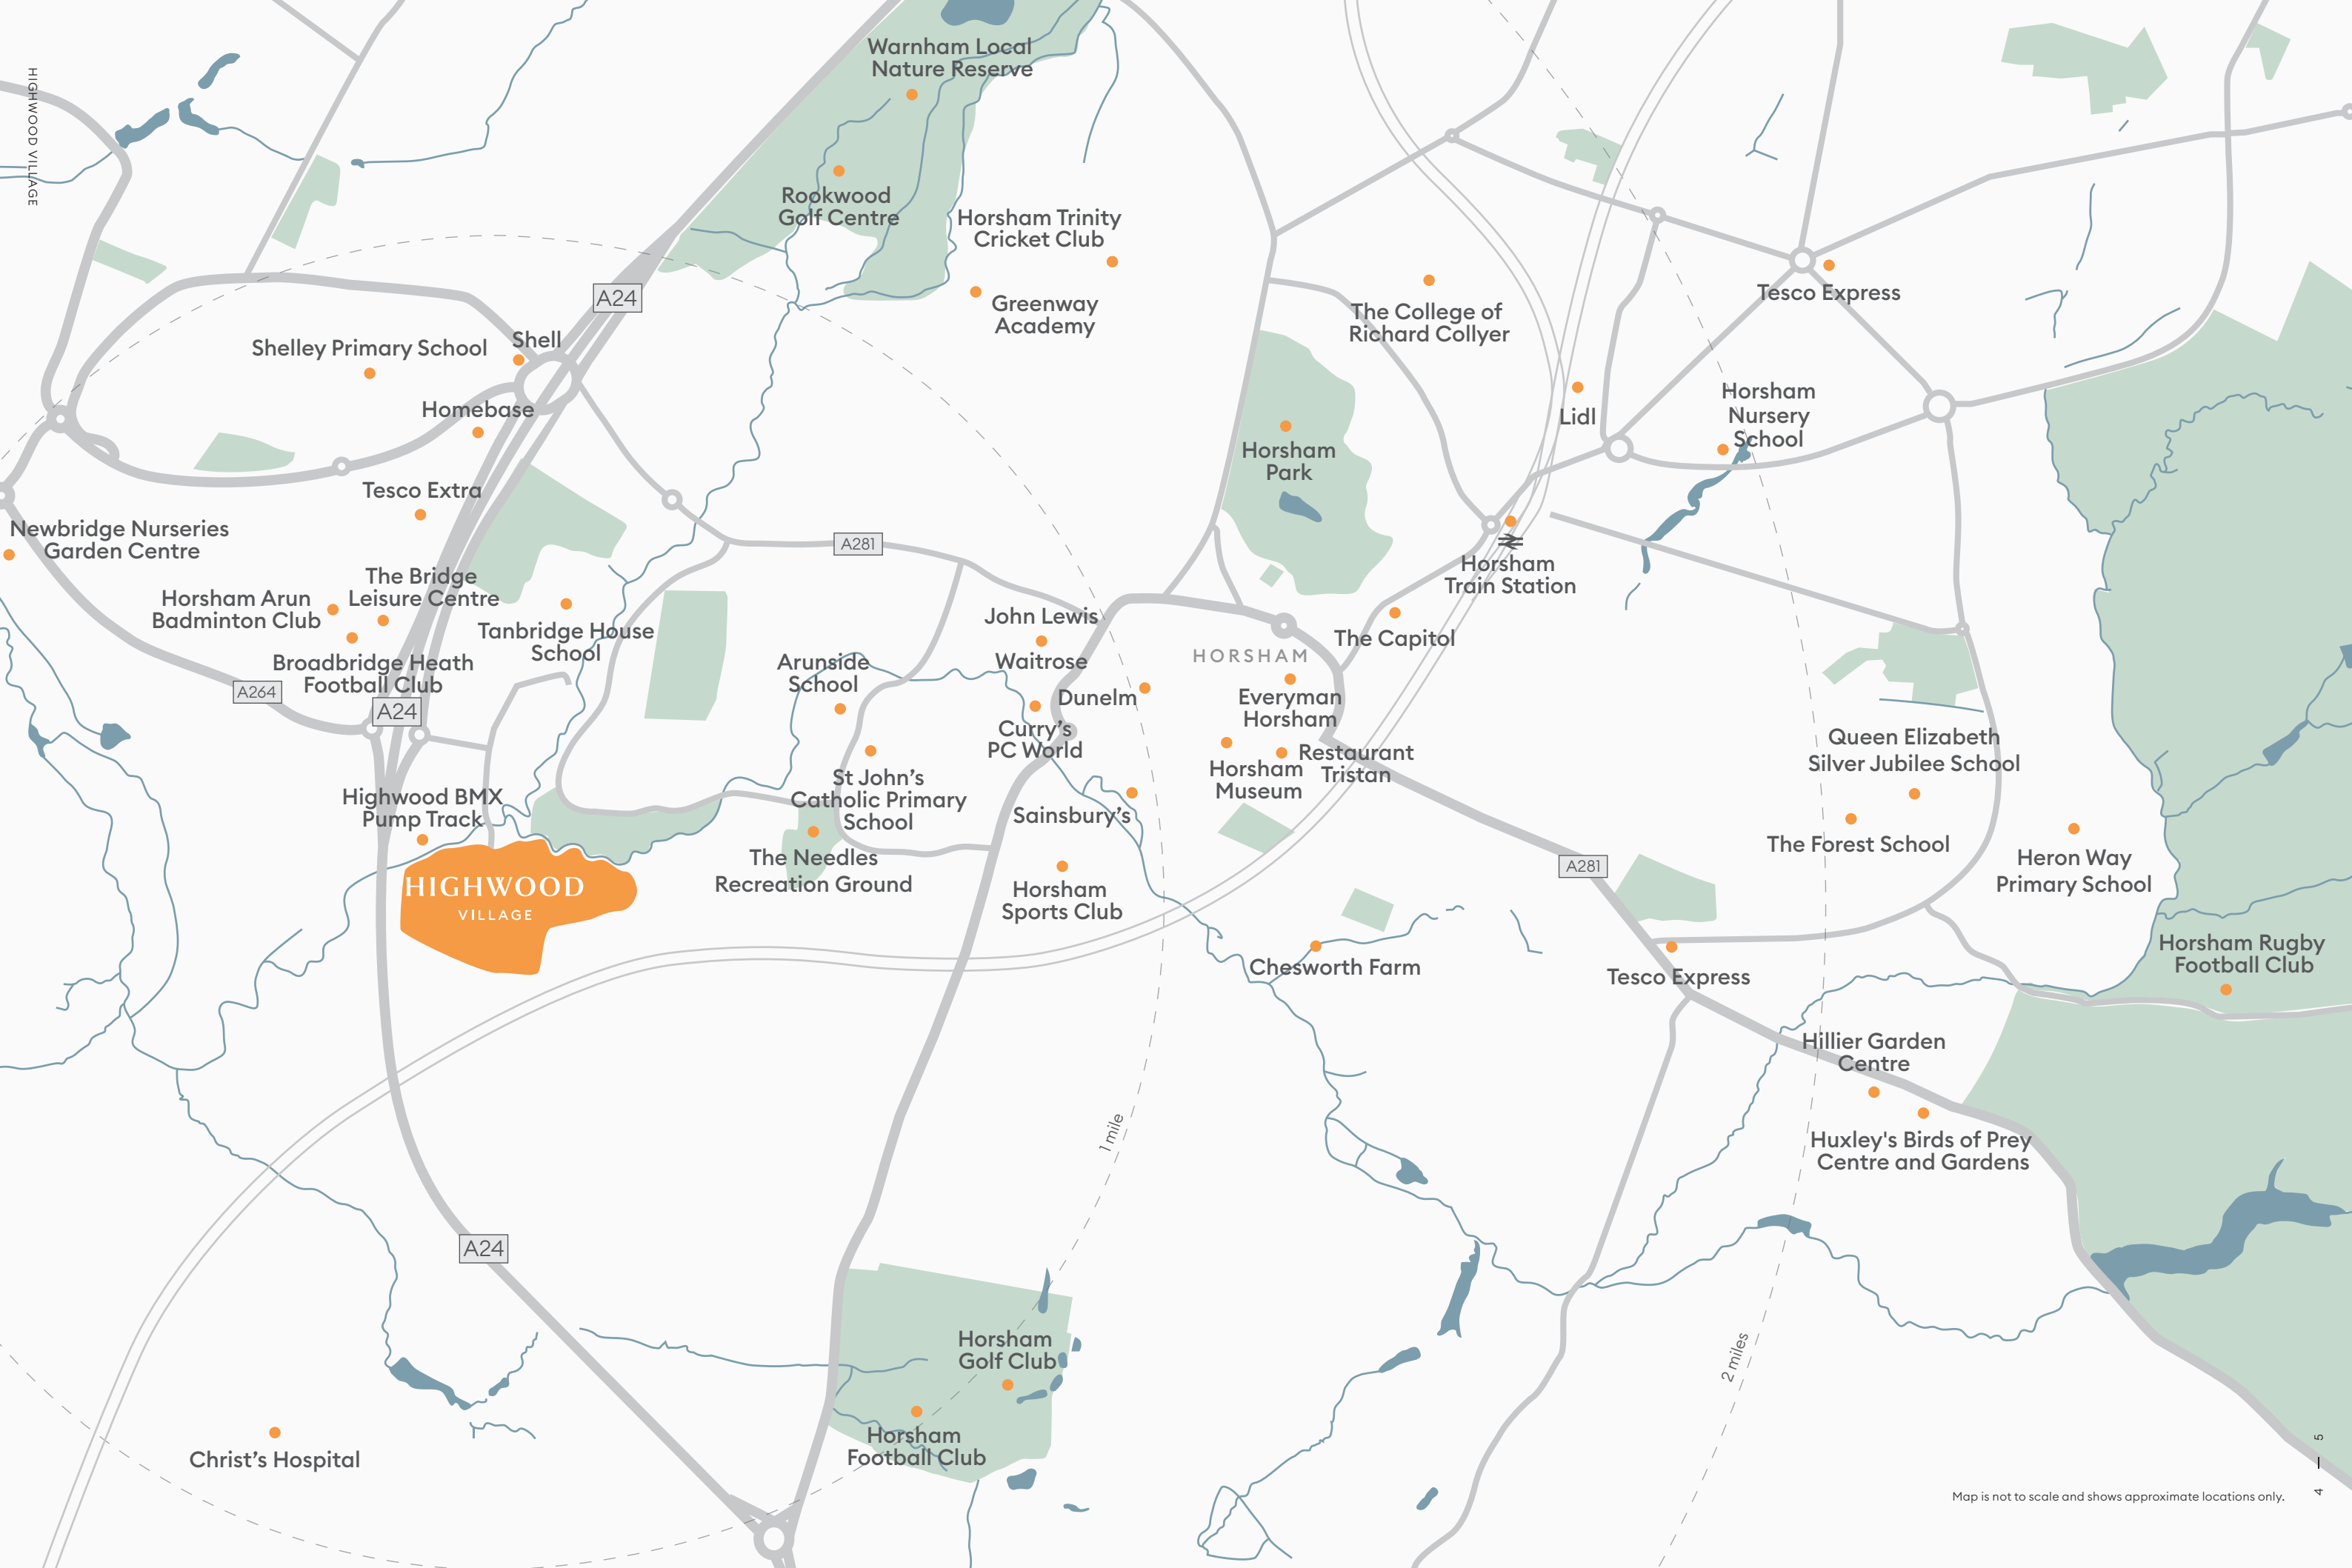 HIGHWOOD VILLAGE
Warnham Local
Nature Reserve
Rookwood
Golf Centre
Horsham Trinity
Cricket Club
Greenway
Academy
A24
The College of
Richard Collyer
Tesco Express
Shelley Primary School
Shell
Homebase
Lidl
Horsham
Nursery
School
Horsham
Park
Tesco Extra
Newbridge Nurseries
Garden Centre
A281
Horsham
Train Station
The Bridge
Leisure Centre
Horsham Arun
Badminton Club
Tanbridge House
School
John Lewis
The Capitol
Broadbridge Heath
Football Club
A264
A24
Arunside
School
Waitrose
HORSHAM
Dunelm
Everyman
Horsham
Curry's
PC World
Restaurant
Tristan
Horsham
Museum
Queen Elizabeth
Silver Jubilee School
Highwood BMX
Pump Track
St John's
Catholic Primary
School
Sainsbury's
The Forest School
Heron Way
Primary School
The Needles
Recreation Ground
A281
HIGHWOOD
VILLAGE
Horsham
Sports Club
Chesworth Farm
Tesco Express
Horsham Rugby
Football Club
Hillier Garden
Centre
Huxley's Birds of Prey
Centre and Gardens
1 mile
A24
2 miles
Horsham
Golf Club
Horsham
Football Club
Christ's Hospital
Map is not to scale and shows approximate locations only.
4 — 5